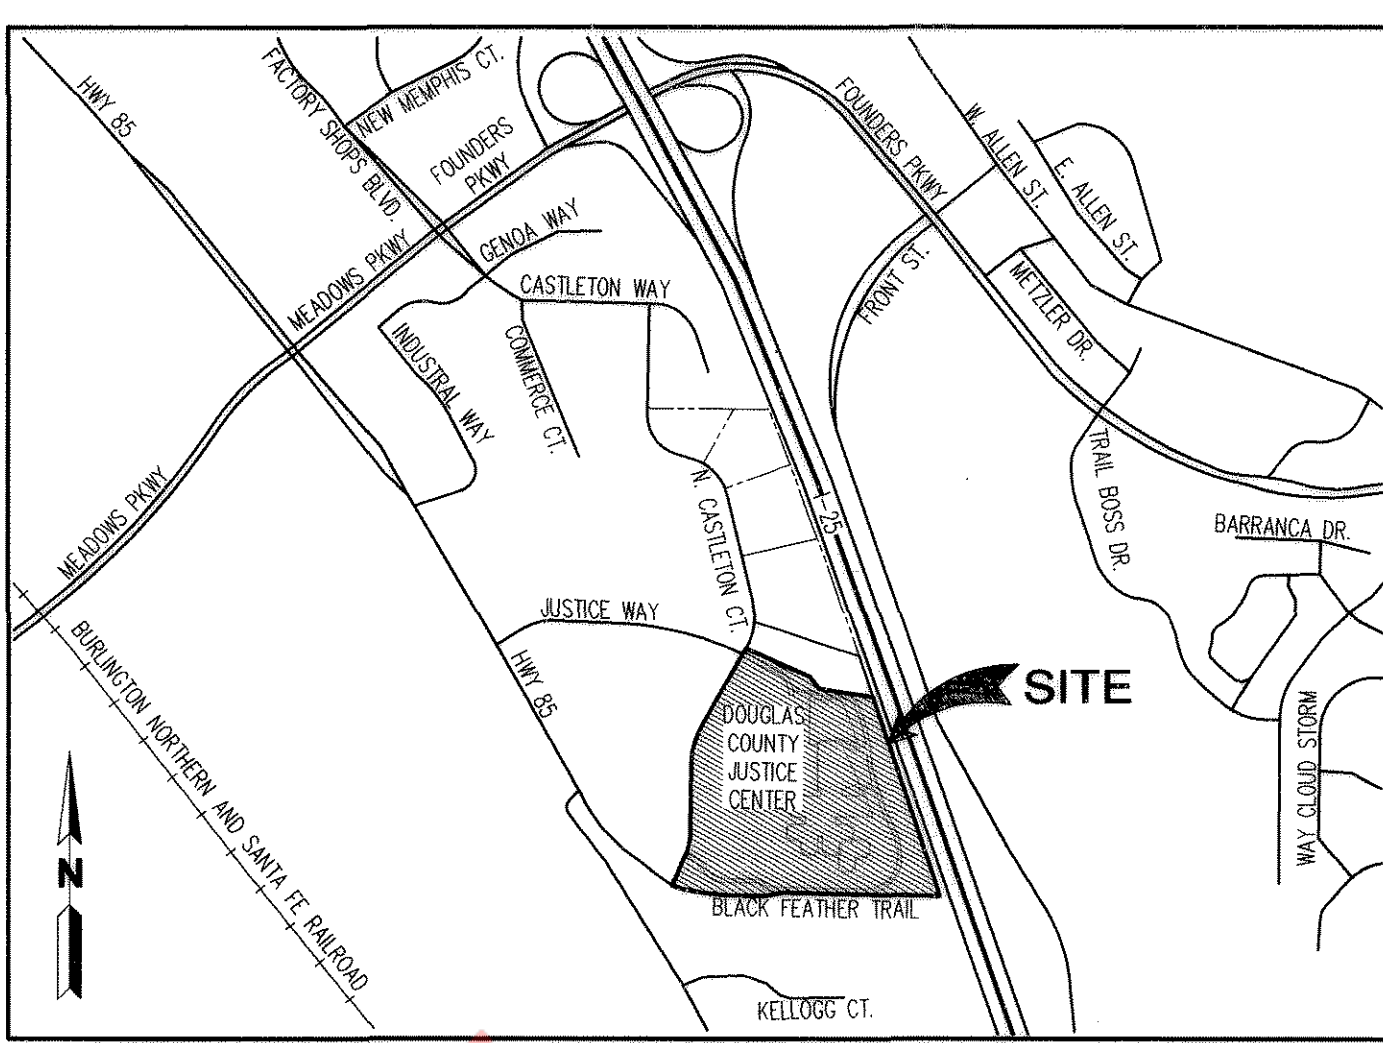 HWY 85
FACTORY SHOPS BLVD.
NEW MEMPHIS CT.
FOUNDERS
PKWY
FOUNDERS PKWY
W. ALLEN ST.
E. ALLEN ST.
GENOA WAY
MEADOWS PKWY
CASTLETON WAY
FRONT ST.
METZLER DR.
INDUSTRAL WAY
COMMERCE CT.
MEADOWS PKWY
N. CASTLETON CT.
I-25
TRAIL BOSS DR.
BARRANCA DR.
JUSTICE WAY
HWY 85
BURLINGTON NORTHERN AND SANTA FE RAILROAD
SITE
DOUGLAS
COUNTY
JUSTICE
CENTER
WAY CLOUD STORM
N
BLACK FEATHER TRAIL
KELLOGG CT.